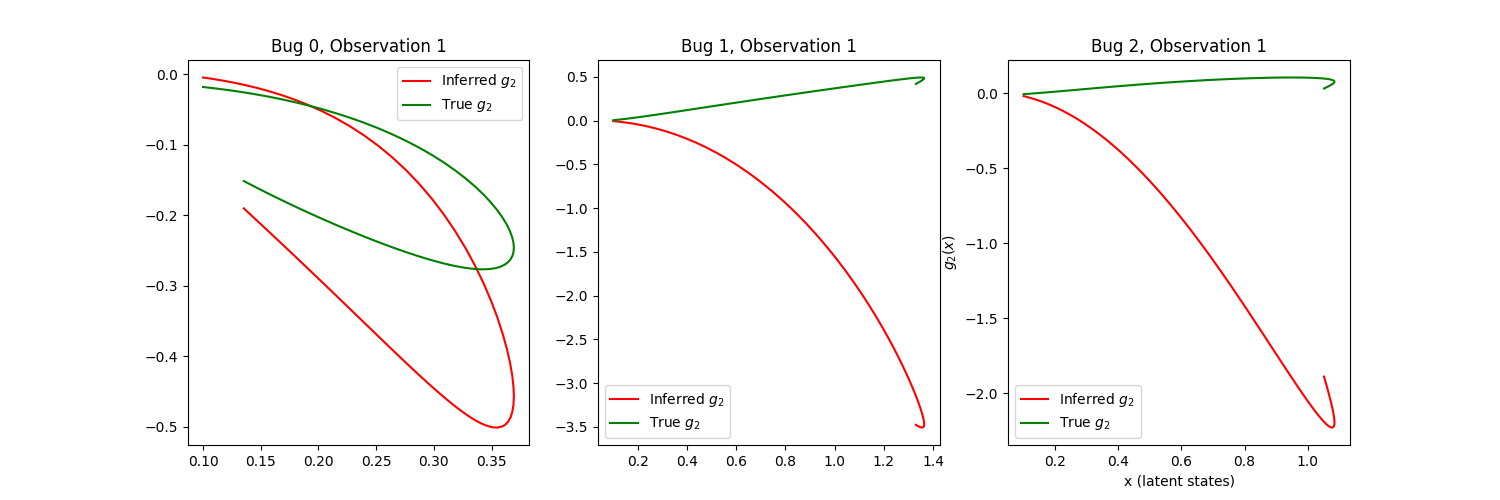 Bug 0, Observation 1
Inferred g₂
True g₂
0.0
−0.1
−0.2
−0.3
−0.4
−0.5
0.10 0.15 0.20 0.25 0.30 0.35
Bug 1, Observation 1
0.5
0.0
−0.5
−1.0
−1.5
−2.0
−2.5
−3.0
−3.5
Inferred g₂
True g₂
0.2 0.4 0.6 0.8 1.0 1.2 1.4
Bug 2, Observation 1
g₂(x)
0.0
−0.5
−1.0
−1.5
−2.0
Inferred g₂
True g₂
0.2 0.4 0.6 0.8 1.0
x (latent states)